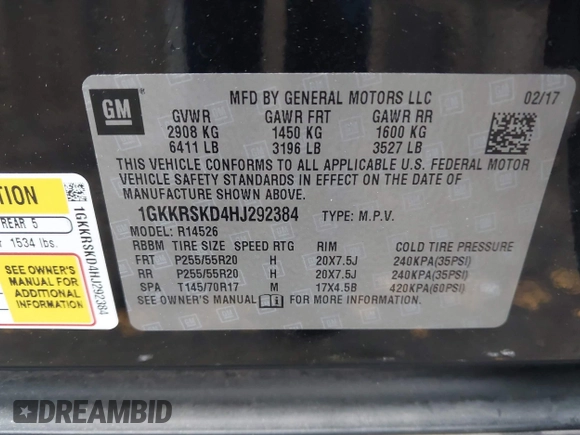 GM
MFD BY GENERAL MOTORS LLC 02/17
GVWR GAWR FRT GAWR RR
2908 KG 1450 KG 1600 KG
6411 LB 3196 LB 3527 LB
THIS VEHICLE CONFORMS TO ALL APPLICABLE U.S. FEDERAL MOTOR
VEHICLE SAFETY STANDARDS IN EFFECT ON THE DATE OF
MANUFACTURE SHOWN ABOVE.
1GKKRSKD4HJ292384 TYPE: M.P.V.
MODEL: R14526
RBBM TIRE SIZE SPEED RTG RIM COLD TIRE PRESSURE
FRT P255/55R20 H 20X7.5J 240KPA(35PSI)
RR P255/55R20 H 20X7.5J 240KPA(35PSI)
SPA T145/70R17 M 17X4.5B 420KPA(60PSI)
SEE OWNER'S MANUAL FOR MORE INFORMATION
REAR 5
1534 lbs.
SEE OWNER'S
MANUAL FOR
ADDITIONAL
INFORMATION
1GKKRSKD4HJ292384
DREAMBID